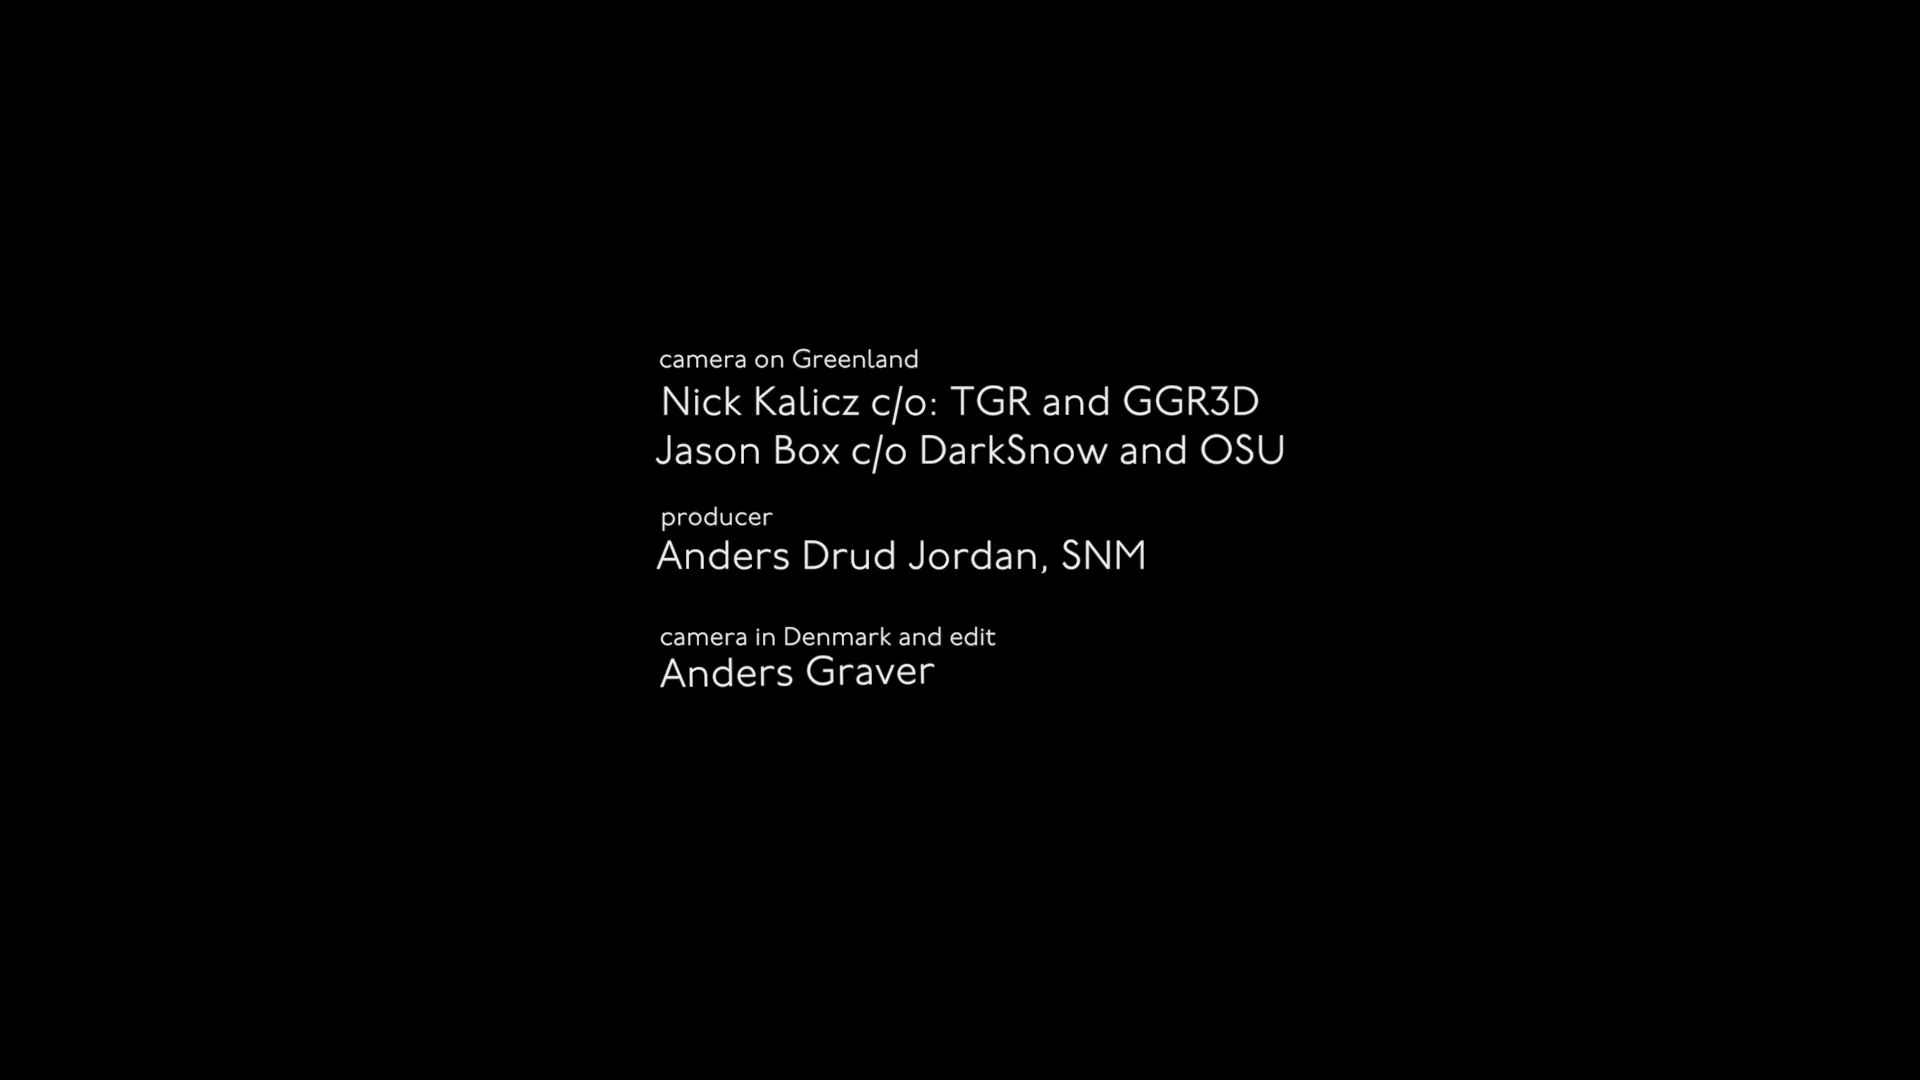 camera on Greenland
Nick Kalicz c/o: TGR and GGR3D
Jason Box c/o DarkSnow and OSU
producer
Anders Drud Jordan, SNM
camera in Denmark and edit
Anders Graver